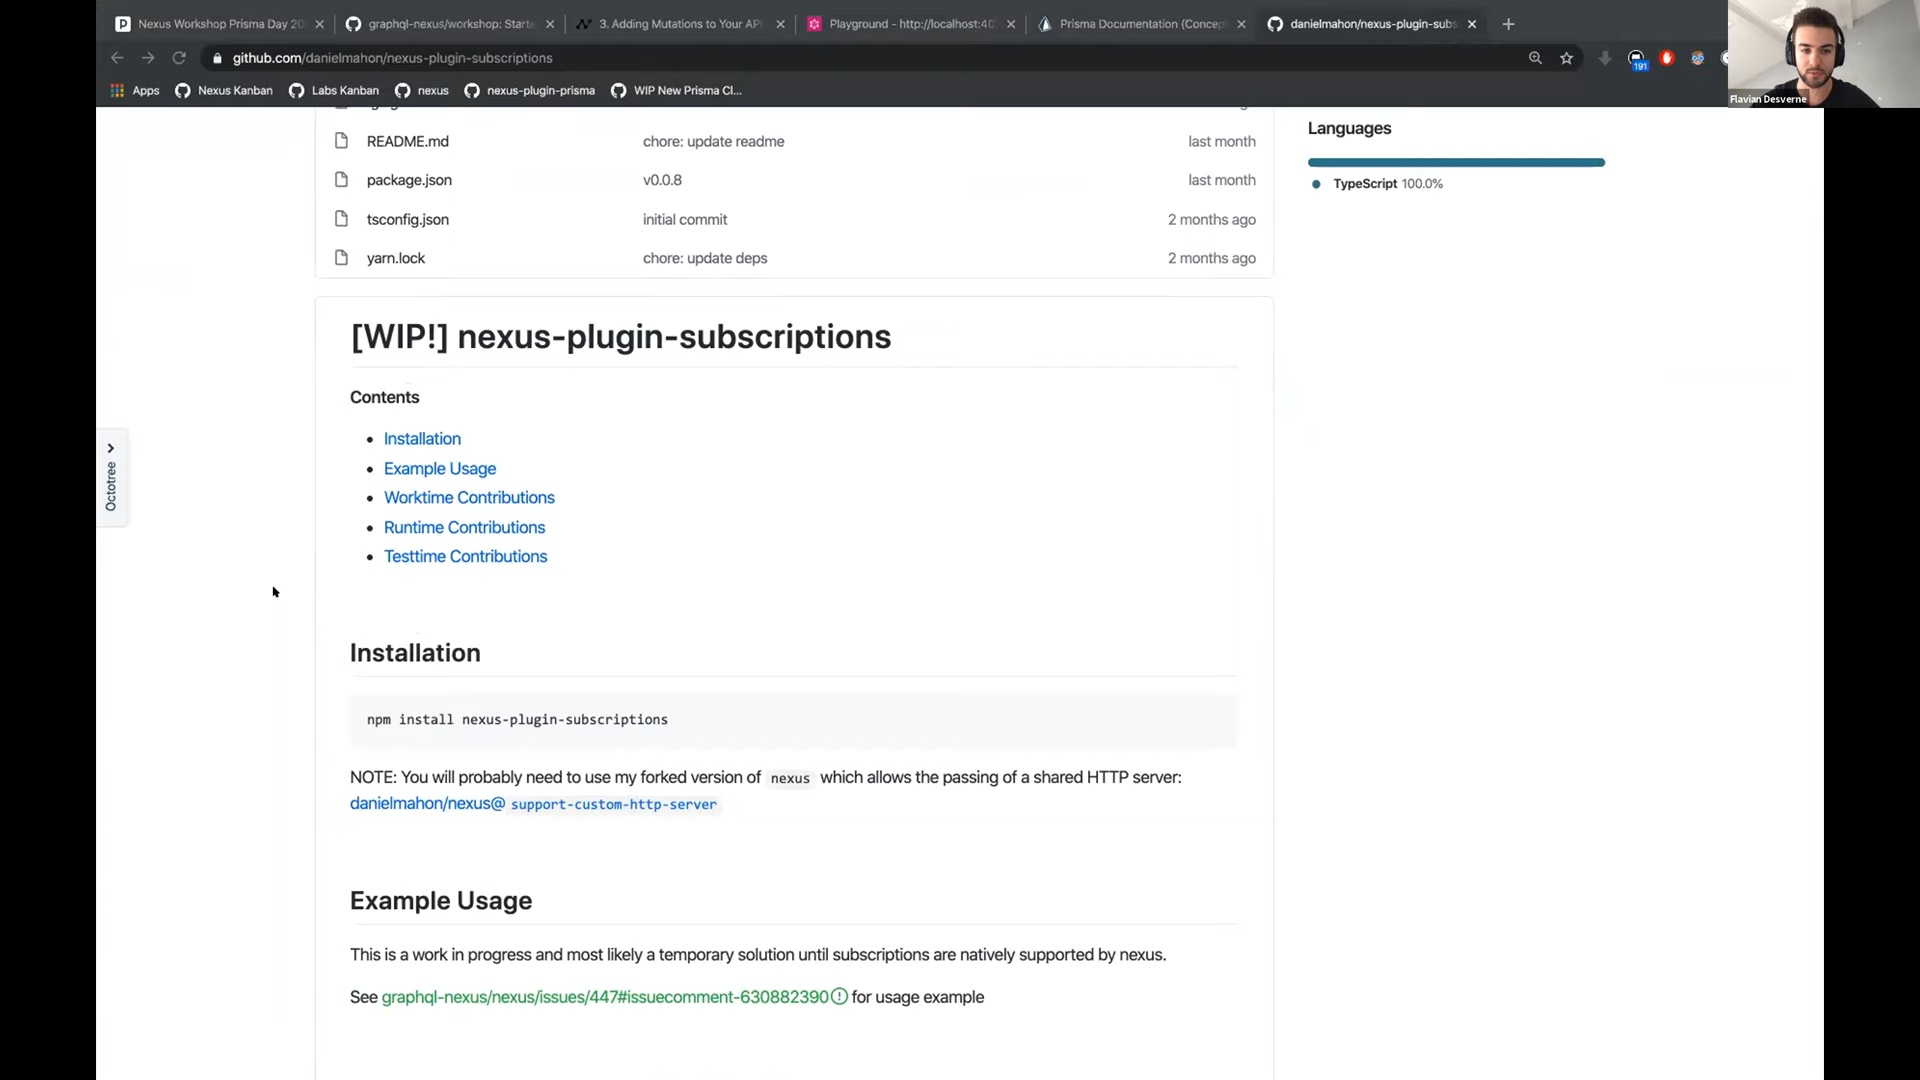 Nexus Workshop Prisma Day 20
graphql-nexus/workshop: Starte
3. Adding Mutations to Your API
Playground - http://localhost:40
Prisma Documentation (Concep
danielmahon/nexus-plugin-subs
github.com/danielmahon/nexus-plugin-subscriptions
191
Apps
Nexus Kanban
Labs Kanban
nexus
nexus-plugin-prisma
WIP New Prisma Cl...
Flavian Desverne
README.md chore: update readme last month
package.json v0.0.8 last month
tsconfig.json initial commit 2 months ago
yarn.lock chore: update deps 2 months ago
Languages
TypeScript 100.0%
Octotree
[WIP!] nexus-plugin-subscriptions
Contents
Installation
Example Usage
Worktime Contributions
Runtime Contributions
Testtime Contributions
Installation
npm install nexus-plugin-subscriptions
NOTE: You will probably need to use my forked version of nexus which allows the passing of a shared HTTP server:
danielmahon/nexus@ support-custom-http-server
Example Usage
This is a work in progress and most likely a temporary solution until subscriptions are natively supported by nexus.
See graphql-nexus/nexus/issues/447#issuecomment-630882390 for usage example